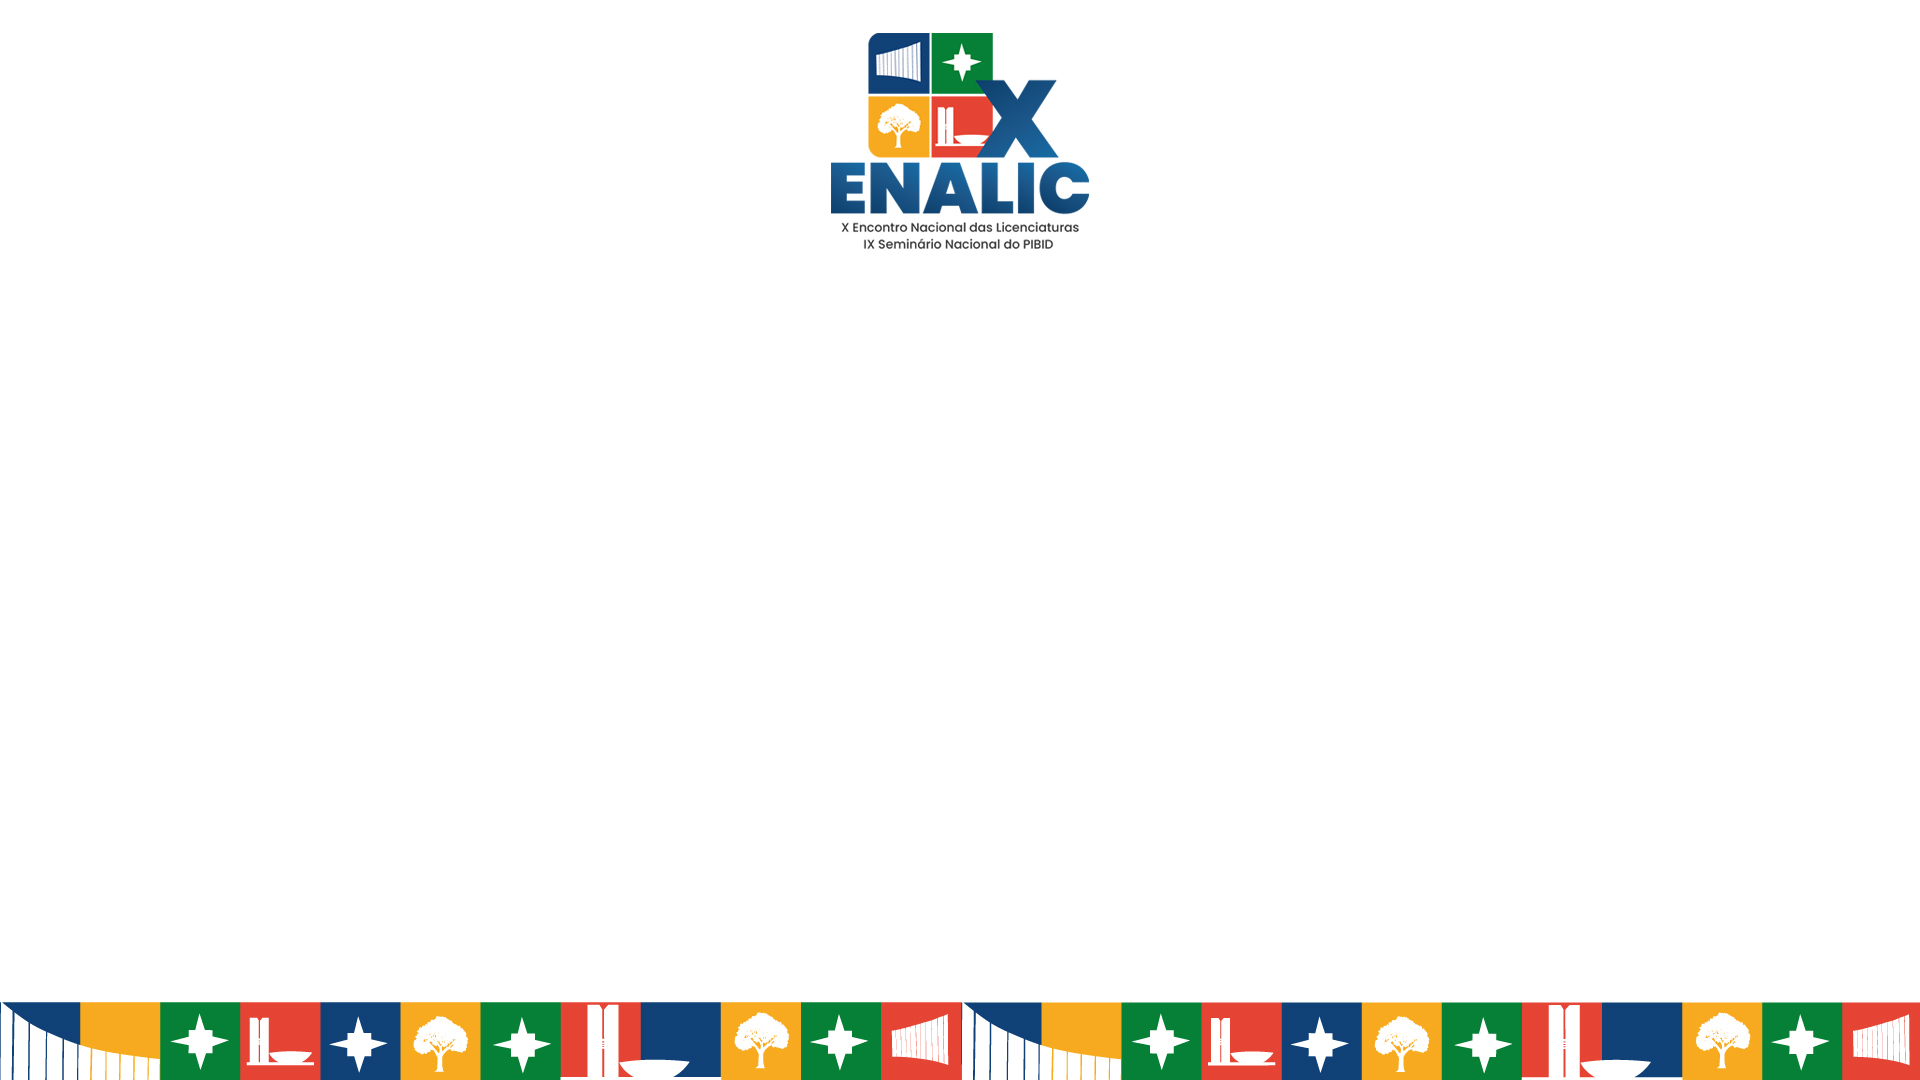 X
ENALIC
X Encontro Nacional das Licenciaturas
IX Seminário Nacional do PIBID